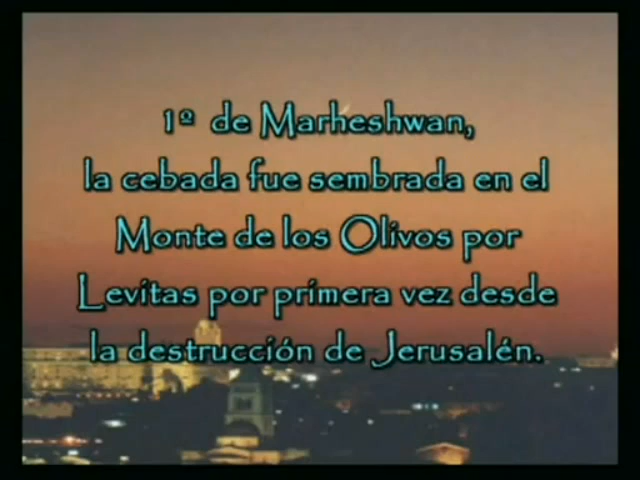 1º de Marheshwan,
la cebada fue sembrada en el
Monte de los Olivos por
Levitas por primera vez desde
la destrucción de Jerusalén.